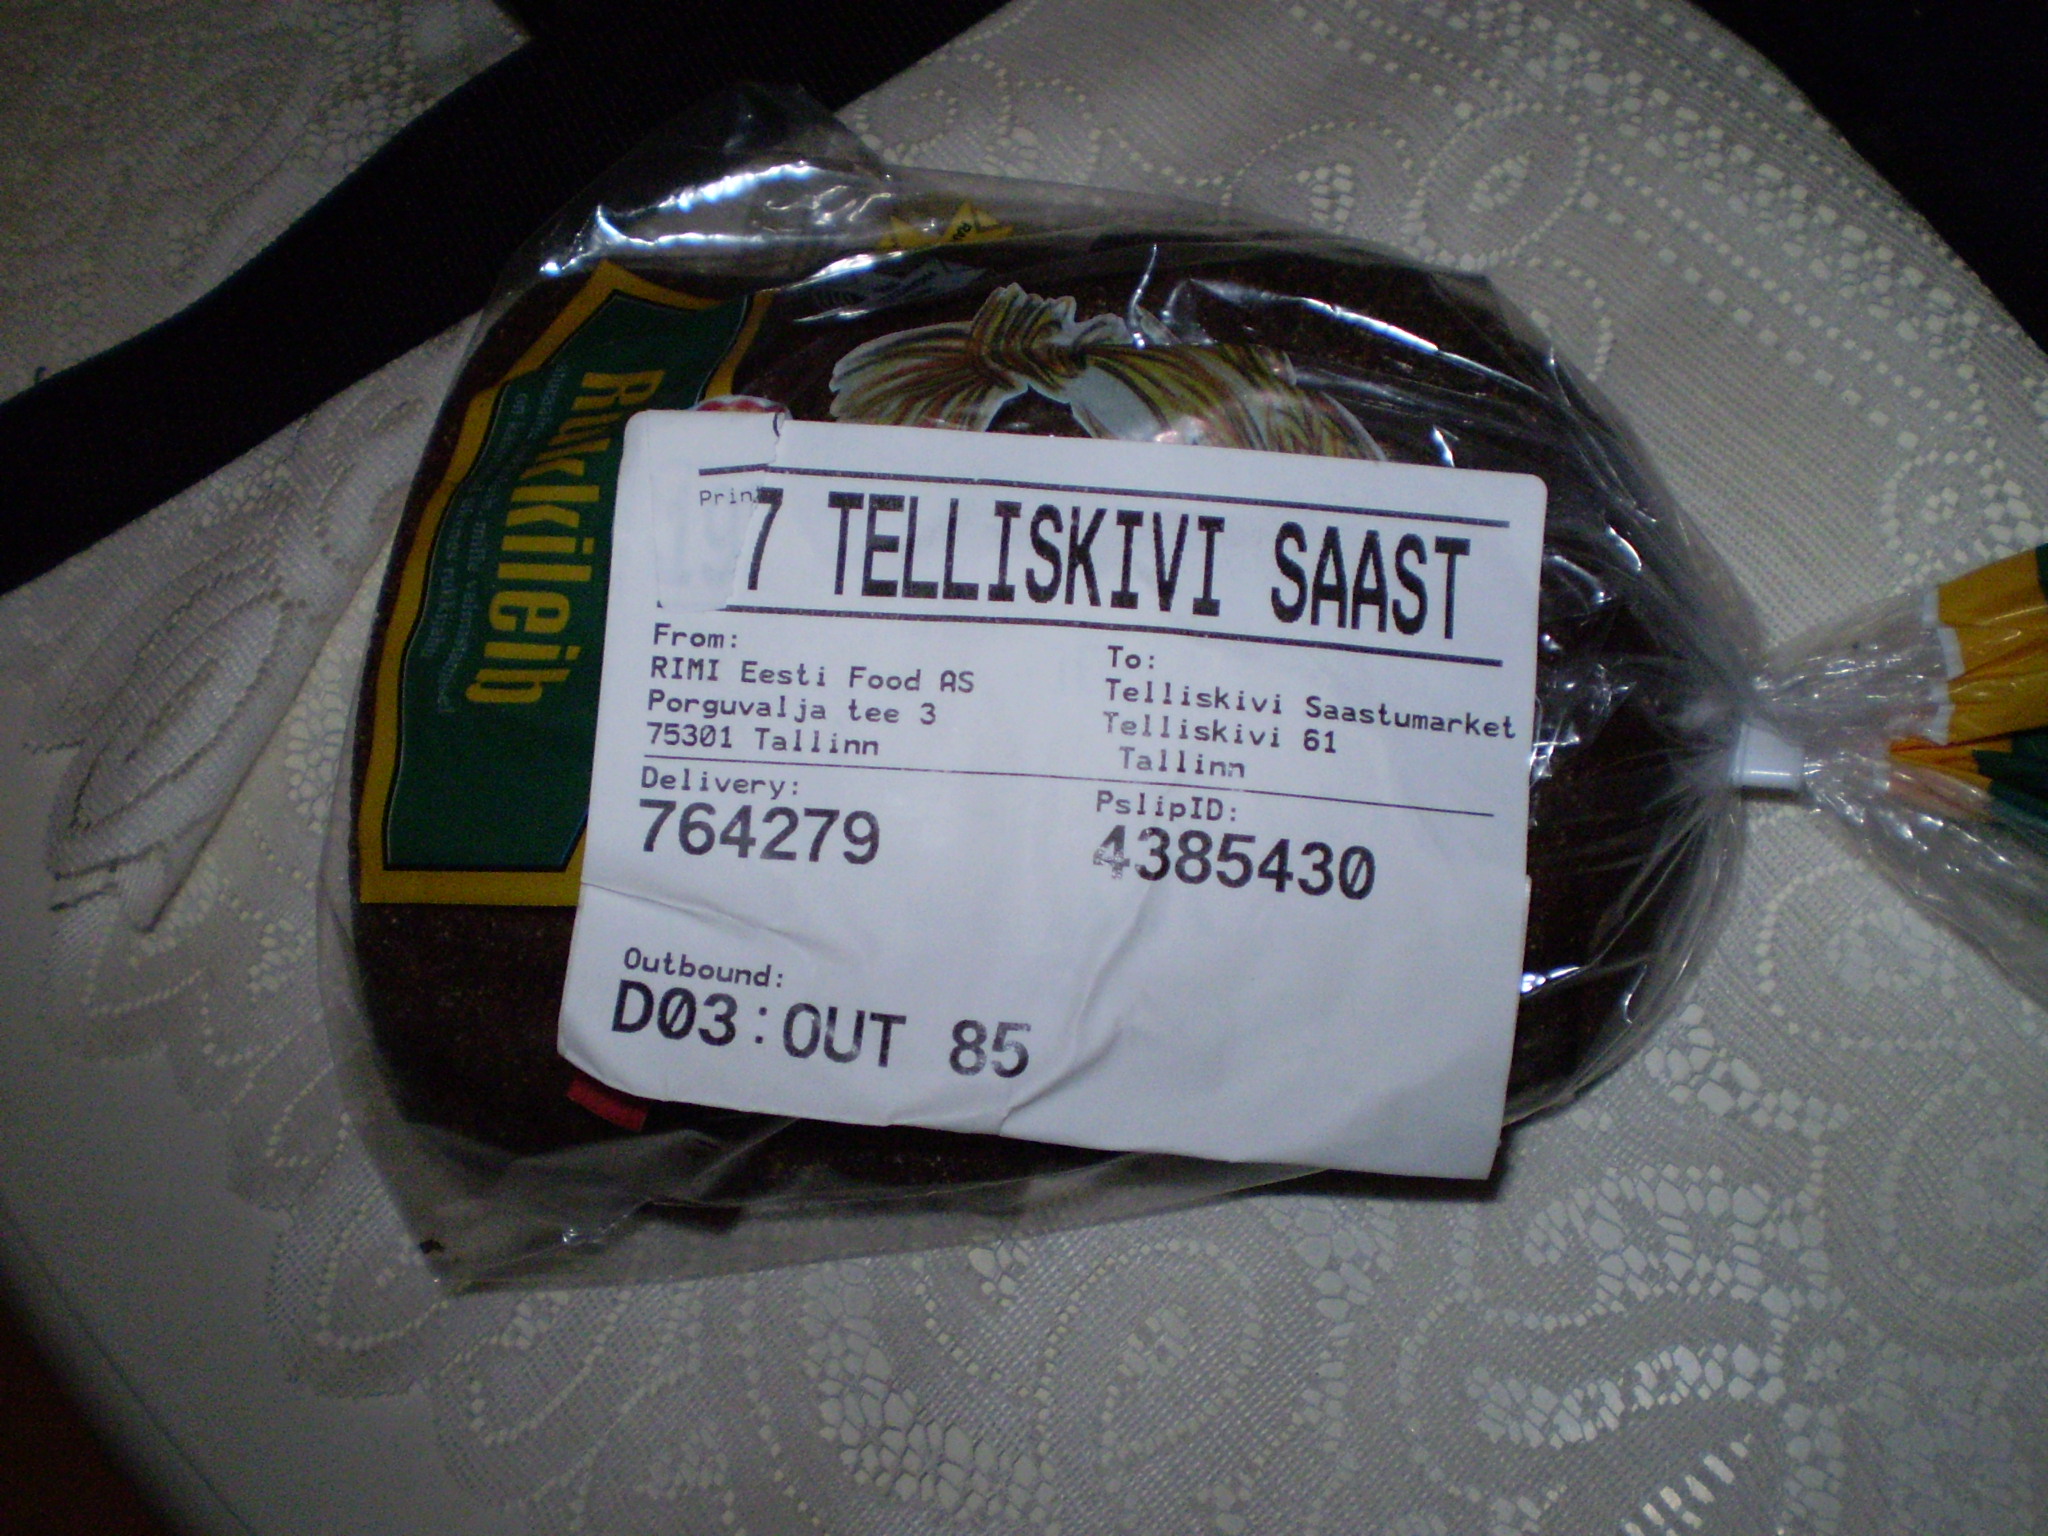 Rukkileib
Prin
7 TELLISKIVI SAAST
From:
RIMI Eesti Food AS
Porguvalja tee 3
75301 Tallinn
To:
Telliskivi Saastumarket
Telliskivi 61
Tallinn
Delivery:
764279
PslipID:
4385430
Outbound:
D03:OUT 85